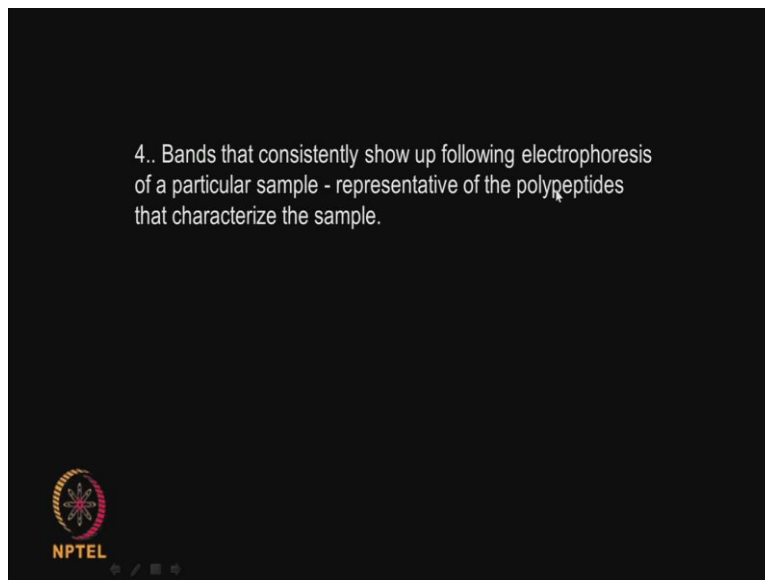 4.. Bands that consistently show up following electrophoresis
of a particular sample - representative of the polypeptides
that characterize the sample.
NPTEL